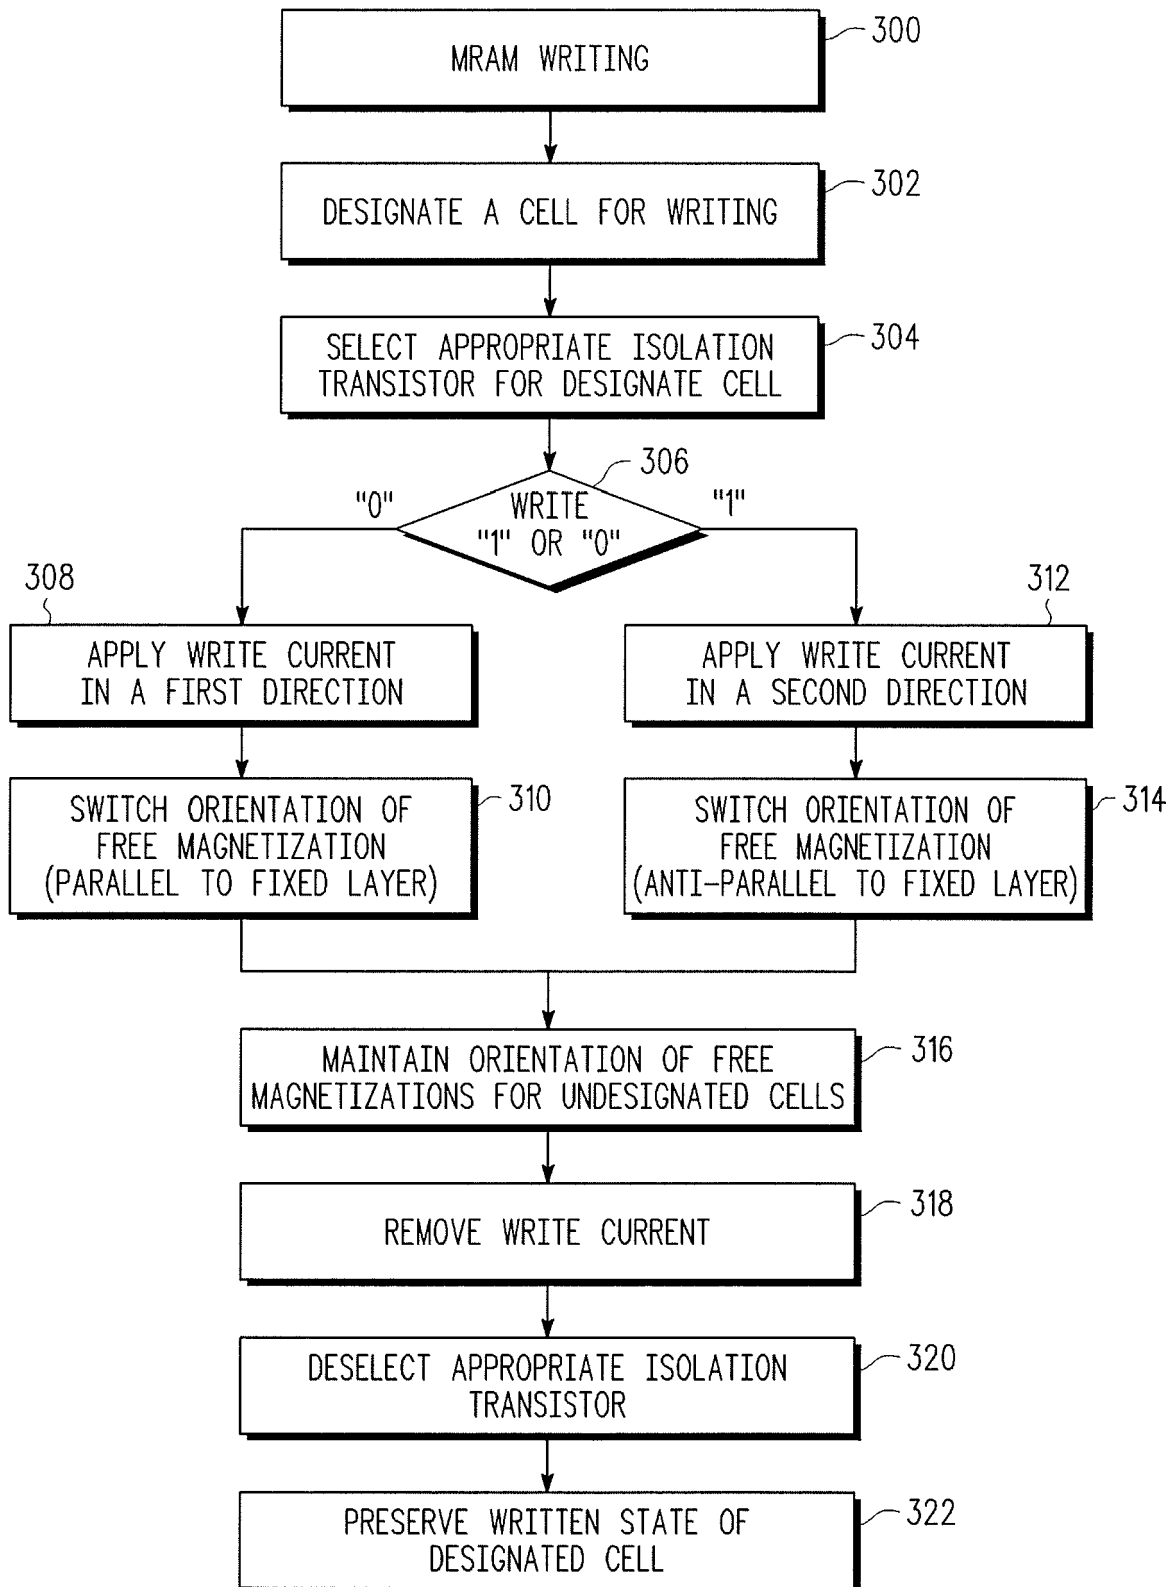 MRAM WRITING
300
DESIGNATE A CELL FOR WRITING
302
SELECT APPROPRIATE ISOLATION
TRANSISTOR FOR DESIGNATE CELL
304
306
"0"
WRITE
"1" OR "0"
"1"
308
APPLY WRITE CURRENT
IN A FIRST DIRECTION
312
APPLY WRITE CURRENT
IN A SECOND DIRECTION
SWITCH ORIENTATION OF
FREE MAGNETIZATION
(PARALLEL TO FIXED LAYER)
310
SWITCH ORIENTATION OF
FREE MAGNETIZATION
(ANTI-PARALLEL TO FIXED LAYER)
314
MAINTAIN ORIENTATION OF FREE
MAGNETIZATIONS FOR UNDESIGNATED CELLS
316
REMOVE WRITE CURRENT
318
DESELECT APPROPRIATE ISOLATION
TRANSISTOR
320
PRESERVE WRITTEN STATE OF
DESIGNATED CELL
322